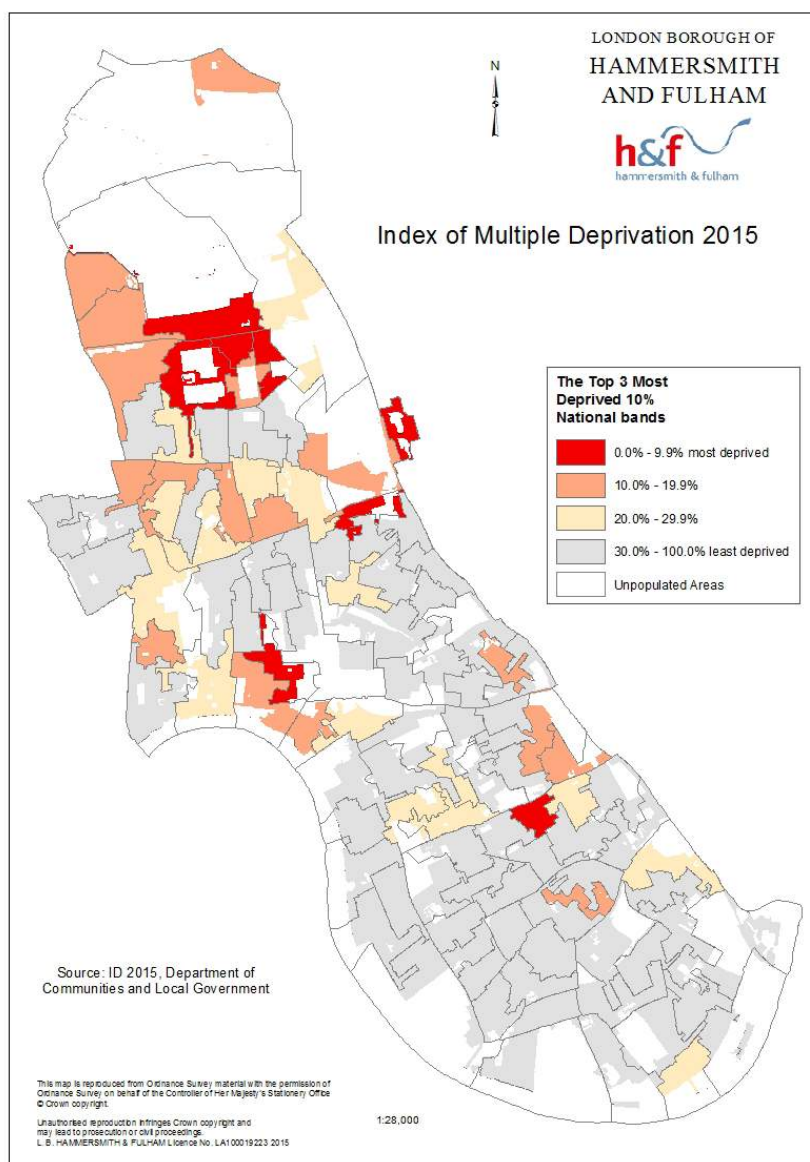 LONDON BOROUGH OF
HAMMERSMITH
AND FULHAM
h&f
hammersmith & fulham
N
Index of Multiple Deprivation 2015
The Top 3 Most
Deprived 10%
National bands
0.0% - 9.9% most deprived
10.0% - 19.9%
20.0% - 29.9%
30.0% - 100.0% least deprived
Unpopulated Areas
Source: ID 2015, Department of
Communities and Local Government
This map is reproduced from Ordnance Survey material with the permission of
Ordnance Survey on behalf of the Controller of Her Majesty's Stationery Office
© Crown copyright.
Unauthorised reproduction infringes Crown copyright and
may lead to prosecution or civil proceedings.
L. B. HAMMERSMITH & FULHAM Licence No. LA100019223 2015
1:28,000